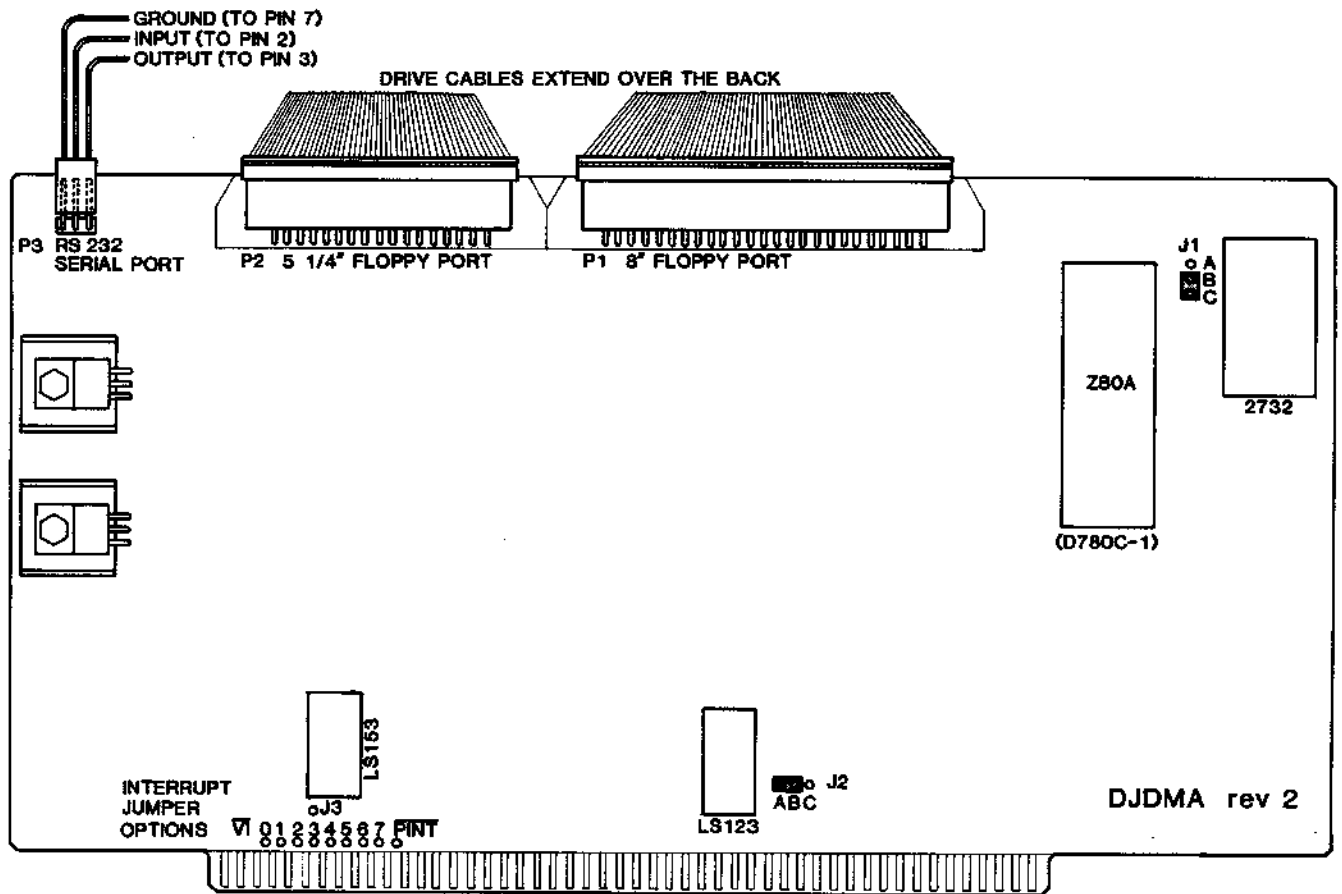 GROUND (TO PIN 7)
INPUT (TO PIN 2)
OUTPUT (TO PIN 3)
DRIVE CABLES EXTEND OVER THE BACK
P3 RS 232
SERIAL PORT
P2 5 1/4" FLOPPY PORT
P1 8" FLOPPY PORT
J1
A
B
C
Z80A
2732
(D780C-1)
LS153
INTERRUPT
JUMPER
OPTIONS
J3
VI 0 1 2 3 4 5 6 7 PINT
J2
ABC
LS123
DJDMA rev 2